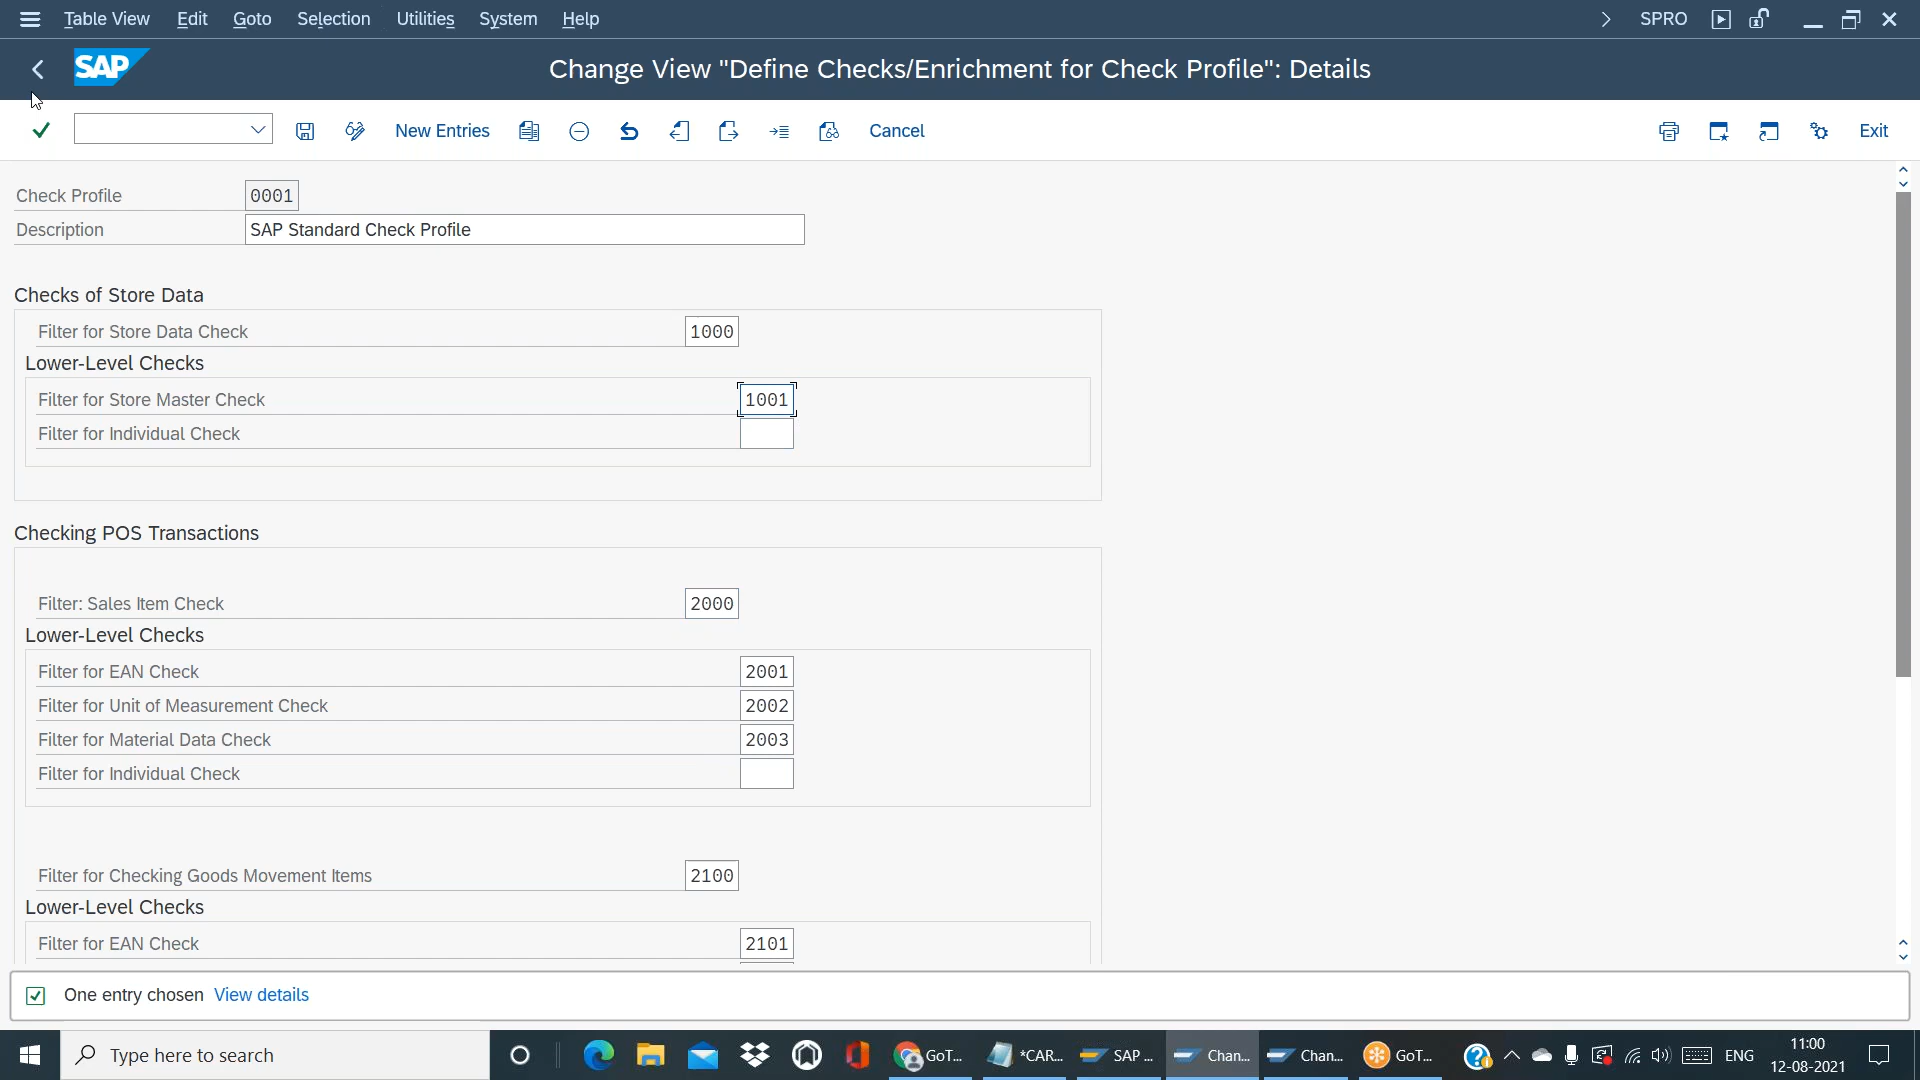 Table View Edit Goto Selection Utilities System Help SPRO
SAP Change View "Define Checks/Enrichment for Check Profile": Details
New Entries Cancel Exit
Check Profile 0001
Description SAP Standard Check Profile
Checks of Store Data
Filter for Store Data Check 1000
Lower-Level Checks
Filter for Store Master Check 1001
Filter for Individual Check
Checking POS Transactions
Filter: Sales Item Check 2000
Lower-Level Checks
Filter for EAN Check 2001
Filter for Unit of Measurement Check 2002
Filter for Material Data Check 2003
Filter for Individual Check
Filter for Checking Goods Movement Items 2100
Lower-Level Checks
Filter for EAN Check 2101
One entry chosen View details
Type here to search GoT... *CAR... SAP ... Chan... Chan... GoT... ENG 11:00
12-08-2021